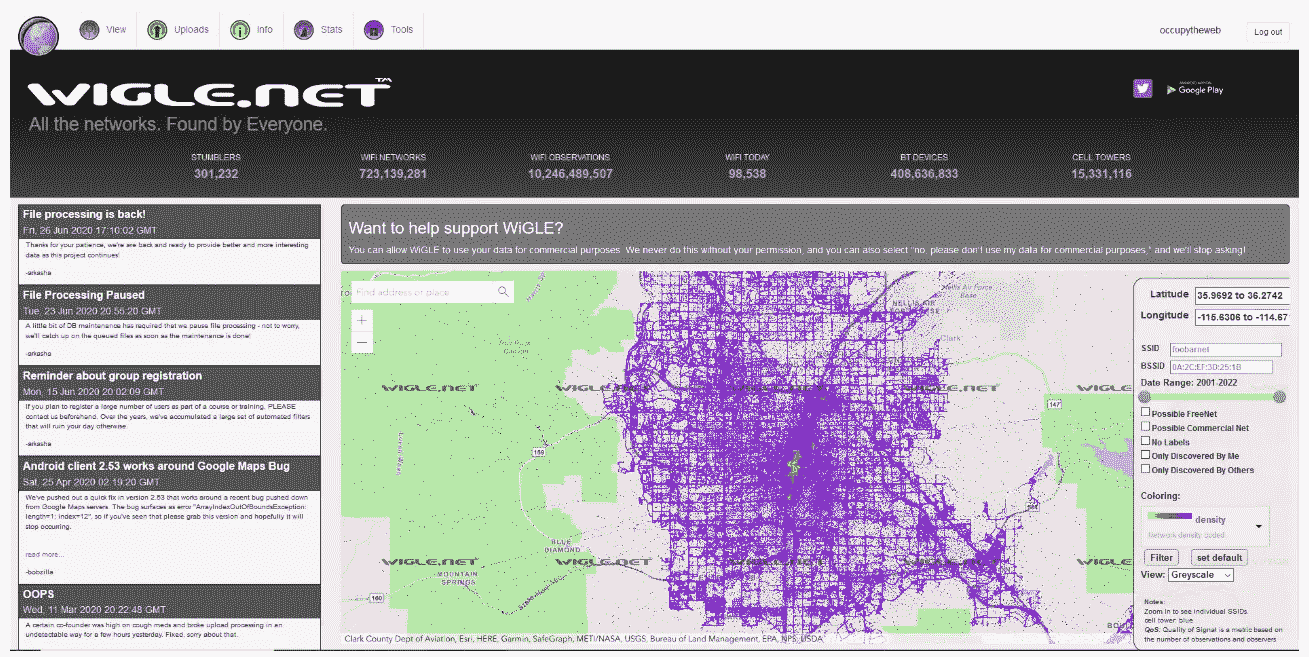 View
Uploads
Info
Stats
Tools
occupytheweb
Log out
WIGLE.NET™
All the networks. Found by Everyone.
Google Play
STUMBLERS
301,232
WIFI NETWORKS
723,139,281
WIFI OBSERVATIONS
10,246,489,507
WIFI TODAY
98,538
BT DEVICES
408,636,833
CELL TOWERS
15,331,116
File processing is back!
Fri, 26 Jun 2020 17:10:02 GMT
Thanks for your patience, we're back and ready to provide better and more interesting
data as this project continues!
-arkasha
File Processing Paused
Tue, 23 Jun 2020 20:55:20 GMT
A little bit of DB maintenance has required that we pause file processing - not to worry,
we'll catch up on the queued files as soon as the maintenance is done!
-arkasha
Reminder about group registration
Mon, 15 Jun 2020 20:02:09 GMT
If you plan to register a large number of users as part of a course or training, PLEASE
contact us beforehand. Over the years, we've accumulated a large set of automated filters
that will ruin your day otherwise.
-arkasha
Android client 2.53 works around Google Maps Bug
Sat, 25 Apr 2020 02:19:20 GMT
We've pushed out a quick fix in version 2.53 that works around a recent bug pushed down
from Google Maps servers. The bug surfaces as error "ArrayIndexOutOfBoundsException:
length=1; index=12", so if you've seen that please grab this version and hopefully it will
stop occuring.
read more...
-bobzilla
OOPS
Wed, 11 Mar 2020 20:22:48 GMT
A certain co-founder was high on cough meds and broke upload processing in an
undetectable way for a few hours yesterday. Fixed, sorry about that.
Want to help support WiGLE?
You can allow WiGLE to use your data for commercial purposes. We never do this without your permission, and you can also select "no, please don't use my data for commercial purposes," and we'll stop asking!
Find address or place
+
−
Nellis Air Force
Base
Clark
WIGLE.NET
WIGLE.NET
WIGLE.NET
WIGLE
147
159
BLUE
DIAMOND
WIGLE.NET
WIGLE.NET
WIGLE.NET
WIGLE
MOUNTAIN
SPRINGS
160
Clark County Dept of Aviation, Esri, HERE, Garmin, SafeGraph, METI/NASA, USGS, Bureau of Land Management, EPA, NPS, USDA
Latitude
35.9692 to 36.2742
Longitude
-115.6306 to -114.67
SSID
foobarnet
BSSID
0A:2C:EF:3D:25:1B
Date Range: 2001-2022
Possible FreeNet
Possible Commercial Net
No Labels
Only Discovered By Me
Only Discovered By Others
Coloring:
density
Network density coded
Filter
set default
View: Greyscale
Notes:
Zoom in to see individual SSIDs.
cell tower: blue
QoS: Quality of Signal is a metric based on
the number of observations and observers